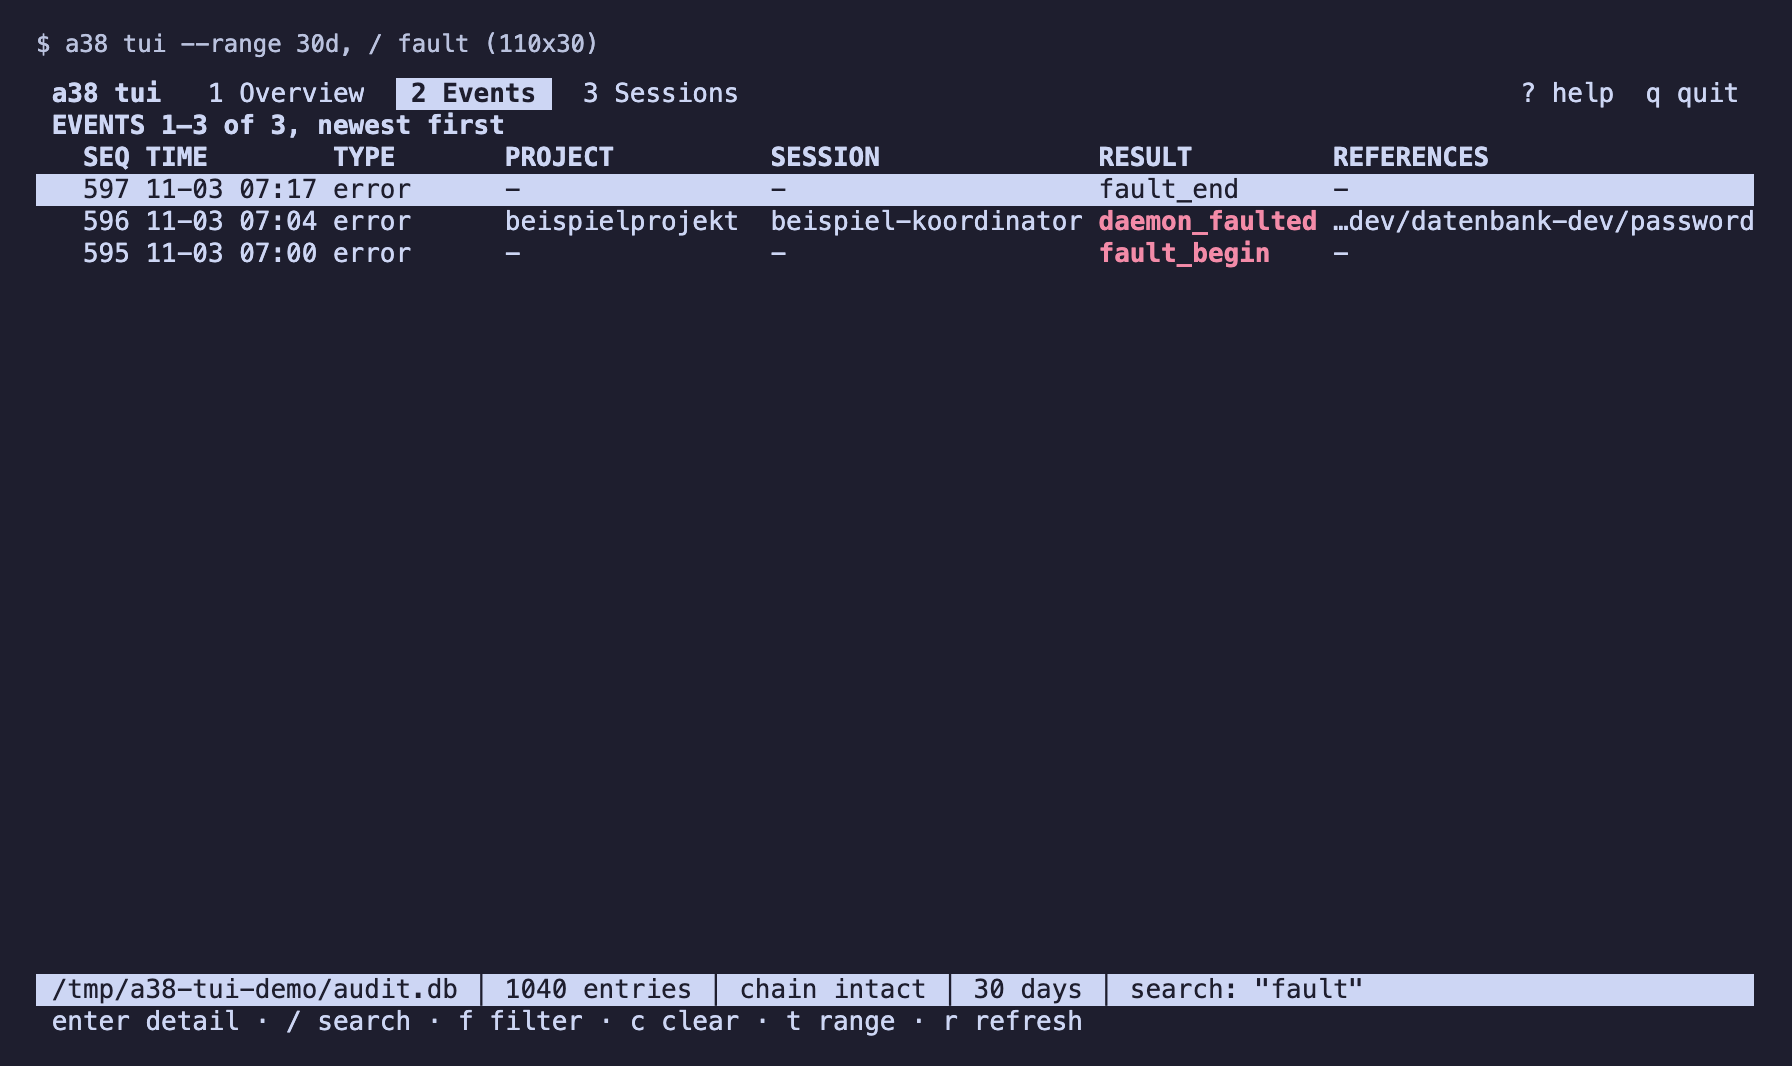 $ a38 tui --range 30d, / fault (110x30)
a38 tui 1 Overview 2 Events 3 Sessions ? help q quit
EVENTS 1–3 of 3, newest first
SEQ TIME TYPE PROJECT SESSION RESULT REFERENCES
597 11-03 07:17 error – – fault_end –
596 11-03 07:04 error beispielprojekt beispiel-koordinator daemon_faulted …dev/datenbank-dev/password
595 11-03 07:00 error – – fault_begin –
/tmp/a38-tui-demo/audit.db │ 1040 entries │ chain intact │ 30 days │ search: "fault"
enter detail · / search · f filter · c clear · t range · r refresh